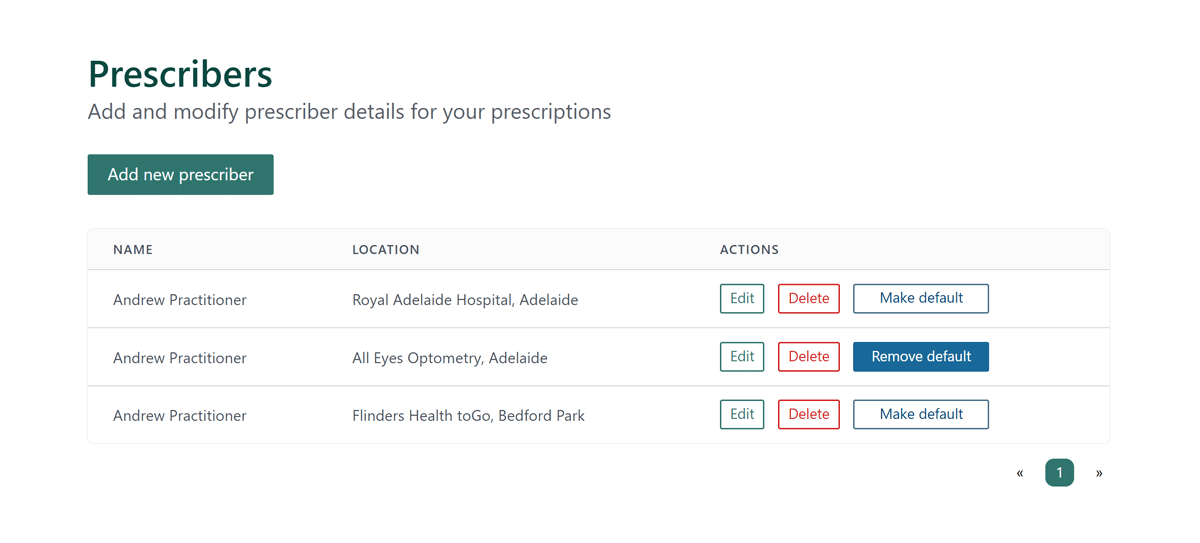 Prescribers
Add and modify prescriber details for your prescriptions
Add new prescriber
NAME LOCATION ACTIONS
Andrew Practitioner Royal Adelaide Hospital, Adelaide Edit Delete Make default
Andrew Practitioner All Eyes Optometry, Adelaide Edit Delete Remove default
Andrew Practitioner Flinders Health toGo, Bedford Park Edit Delete Make default
« 1 »